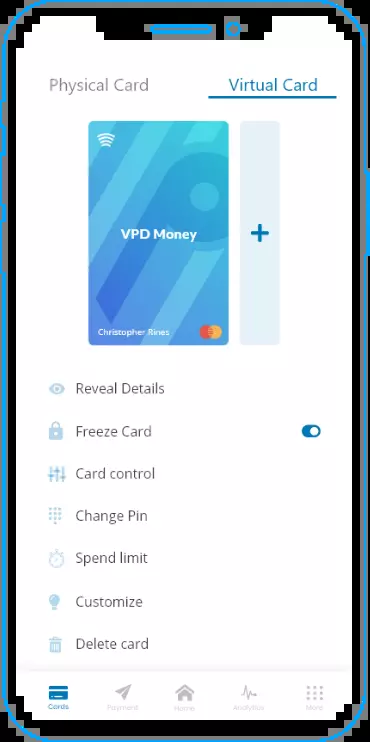 Physical Card
Virtual Card
VPD Money
Christopher Rines
Reveal Details
Freeze Card
Card control
Change Pin
Spend limit
Customize
Delete card
Cards
Payment
Home
Analytics
More